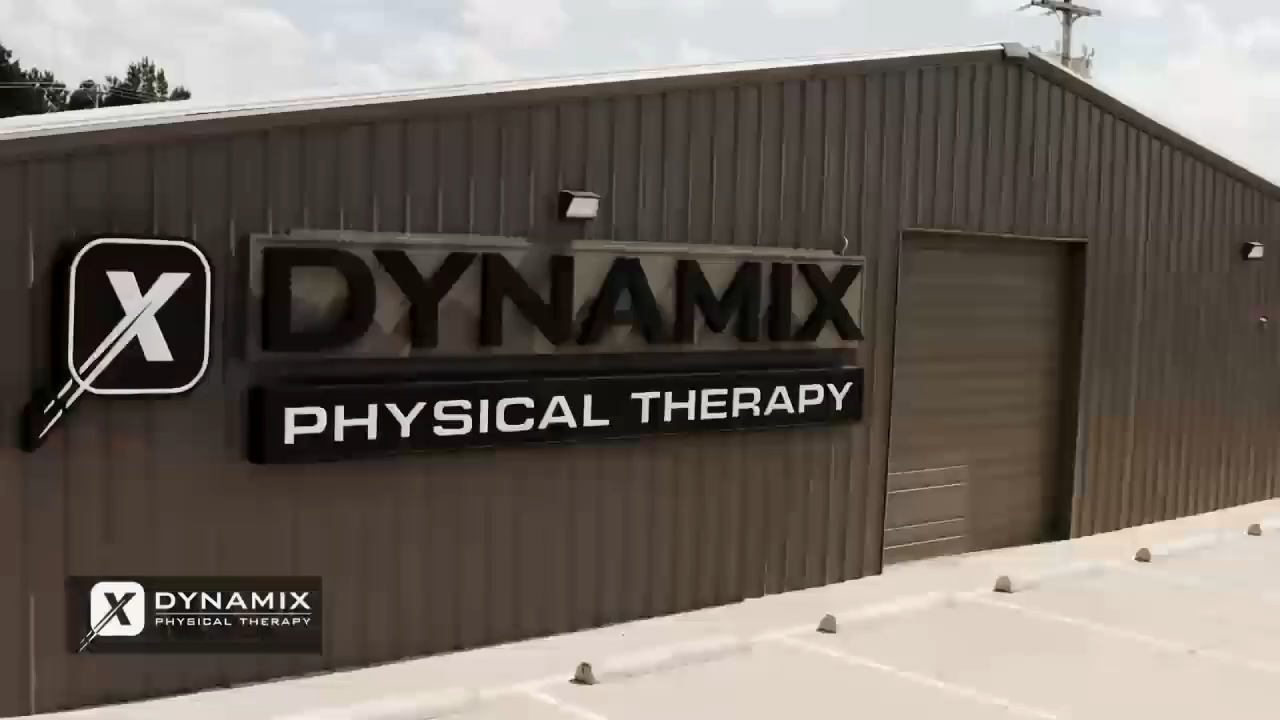 X
DYNAMIX
PHYSICAL THERAPY
X
DYNAMIX
PHYSICAL THERAPY